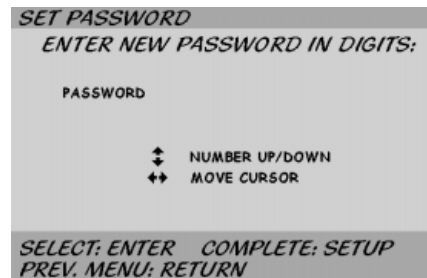 SET PASSWORD
ENTER NEW PASSWORD IN DIGITS:
PASSWORD
NUMBER UP/DOWN
MOVE CURSOR
SELECT: ENTER COMPLETE: SETUP
PREV. MENU: RETURN